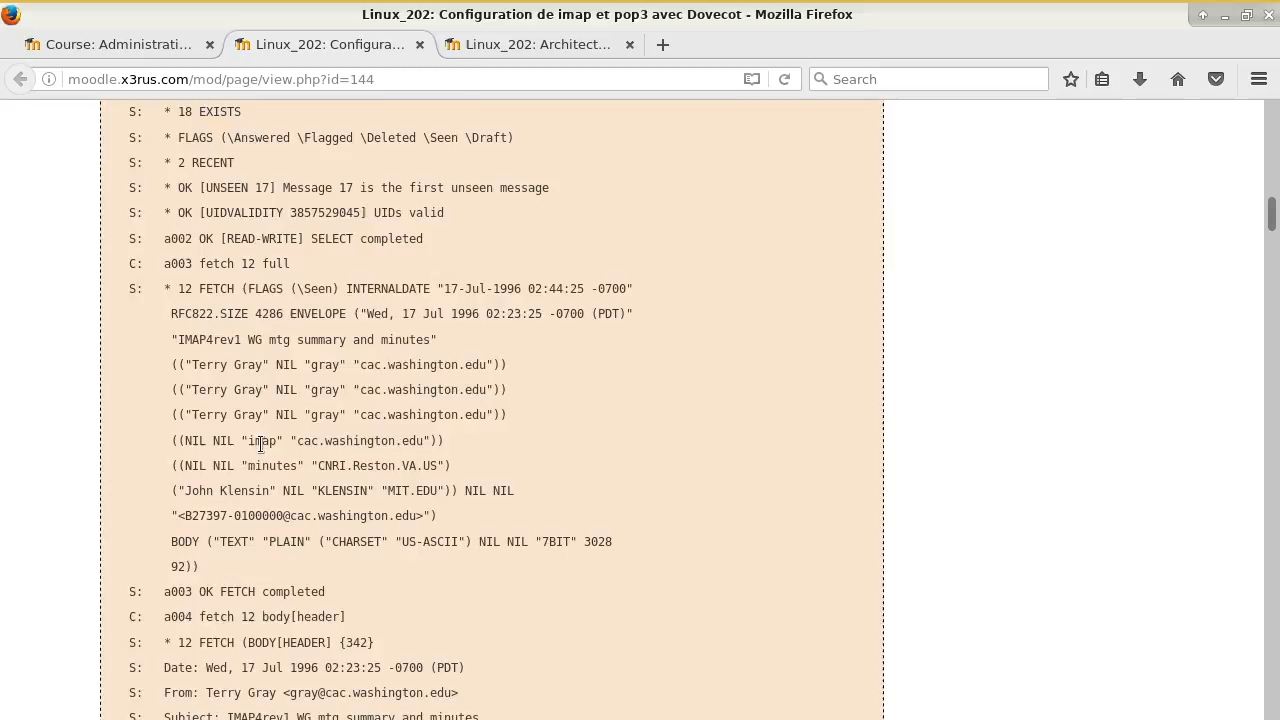 Linux_202: Configuration de imap et pop3 avec Dovecot - Mozilla Firefox
Course: Administrati...
Linux_202: Configura...
Linux_202: Architect...
moodle.x3rus.com/mod/page/view.php?id=144
Search
S:   * 18 EXISTS
S:   * FLAGS (\Answered \Flagged \Deleted \Seen \Draft)
S:   * 2 RECENT
S:   * OK [UNSEEN 17] Message 17 is the first unseen message
S:   * OK [UIDVALIDITY 3857529045] UIDs valid
S:   a002 OK [READ-WRITE] SELECT completed
C:   a003 fetch 12 full
S:   * 12 FETCH (FLAGS (\Seen) INTERNALDATE "17-Jul-1996 02:44:25 -0700"
RFC822.SIZE 4286 ENVELOPE ("Wed, 17 Jul 1996 02:23:25 -0700 (PDT)"
"IMAP4rev1 WG mtg summary and minutes"
(("Terry Gray" NIL "gray" "cac.washington.edu"))
(("Terry Gray" NIL "gray" "cac.washington.edu"))
(("Terry Gray" NIL "gray" "cac.washington.edu"))
((NIL NIL "imap" "cac.washington.edu"))
((NIL NIL "minutes" "CNRI.Reston.VA.US")
("John Klensin" NIL "KLENSIN" "MIT.EDU")) NIL NIL
"<B27397-0100000@cac.washington.edu>")
BODY ("TEXT" "PLAIN" ("CHARSET" "US-ASCII") NIL NIL "7BIT" 3028
92))
S:   a003 OK FETCH completed
C:   a004 fetch 12 body[header]
S:   * 12 FETCH (BODY[HEADER] {342}
S:   Date: Wed, 17 Jul 1996 02:23:25 -0700 (PDT)
S:   From: Terry Gray <gray@cac.washington.edu>
S:   Subject: IMAP4rev1 WG mtg summary and minutes